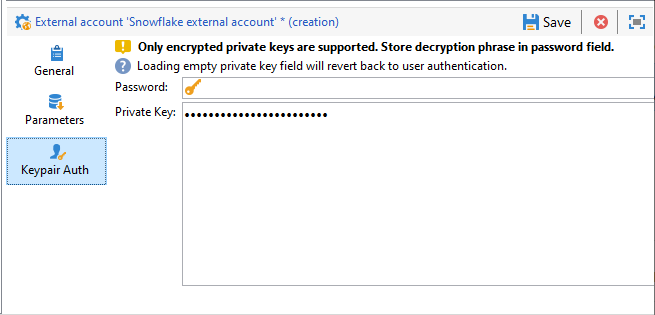 External account 'Snowflake external account' * (creation)
Save
General
Parameters
Keypair Auth
Only encrypted private keys are supported. Store decryption phrase in password field.
Loading empty private key field will revert back to user authentication.
Password:
Private Key: ••••••••••••••••••••••••